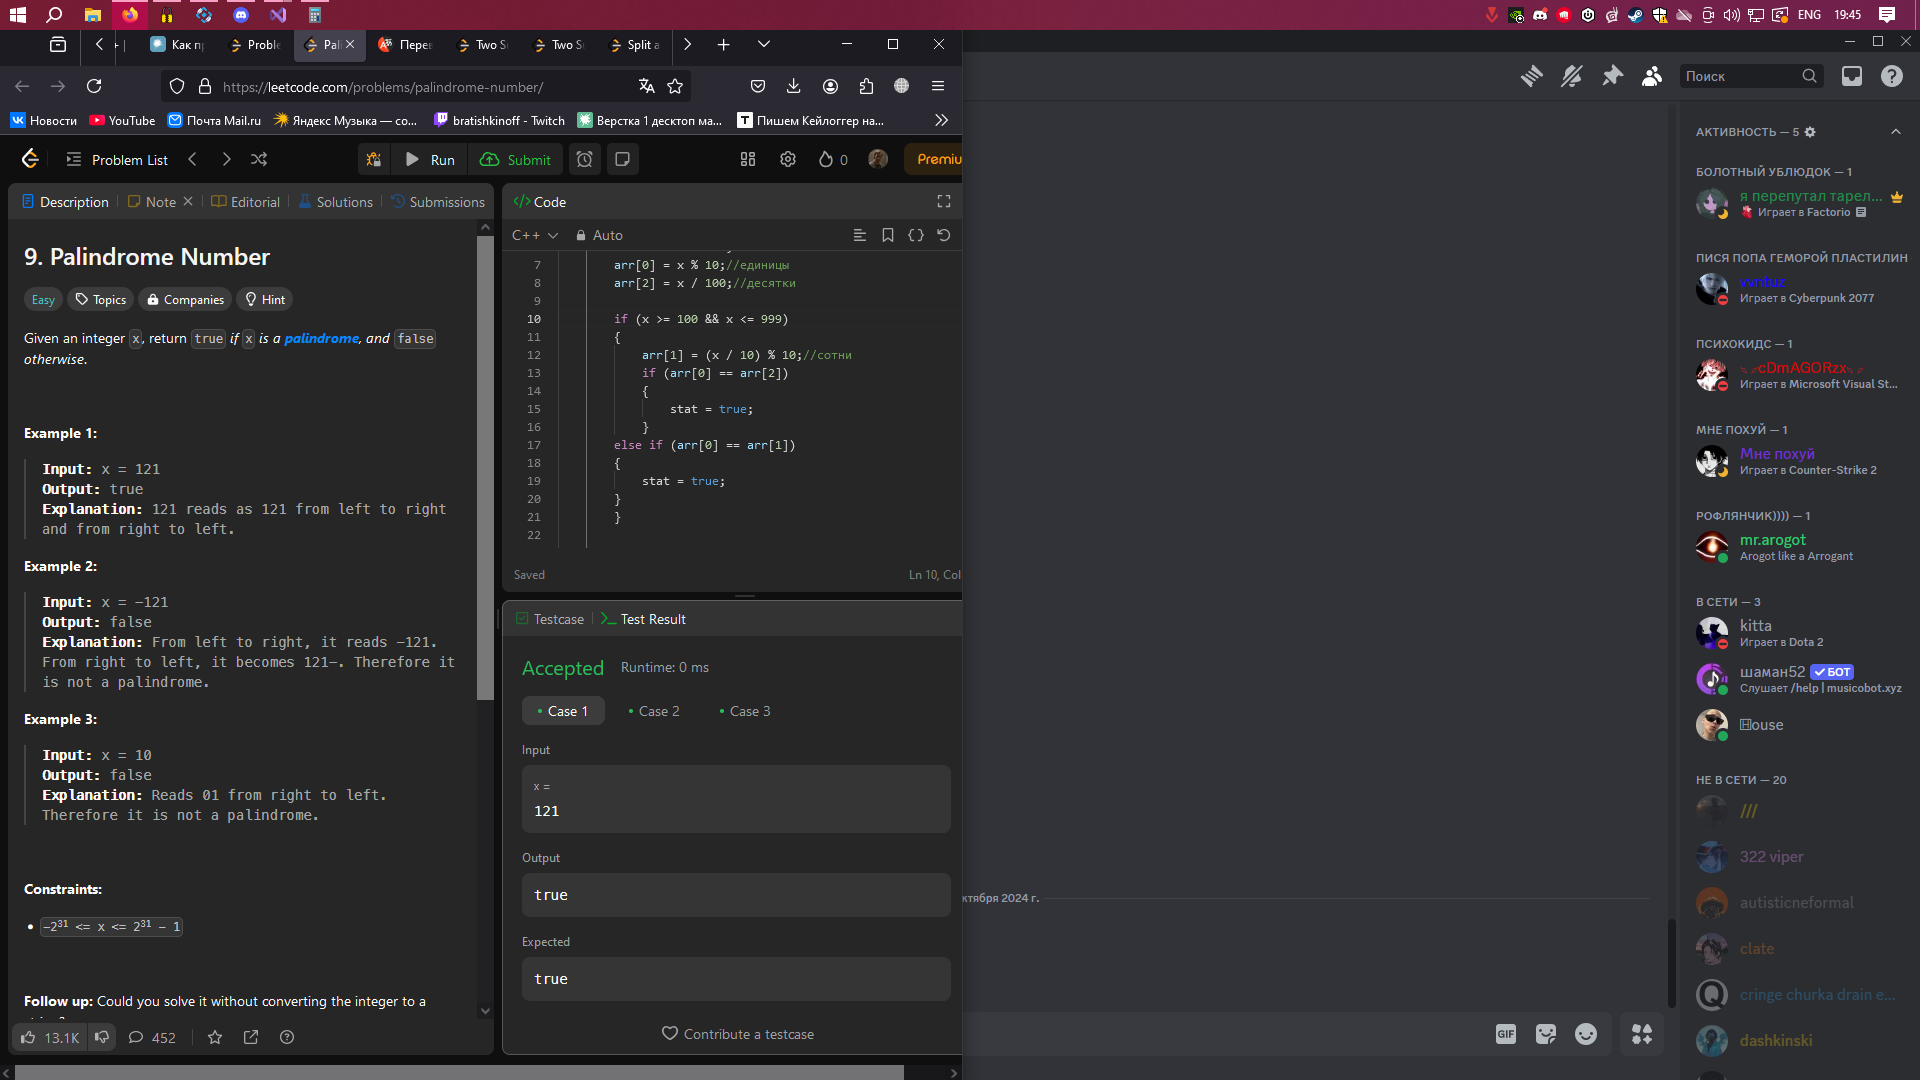 ENG 19:45
Как пр
Proble
Pali
Перев
Two S
Two S
Split a
https://leetcode.com/problems/palindrome-number/
Новости
YouTube
Почта Mail.ru
Яндекс Музыка — со...
bratishkinoff - Twitch
Верстка 1 десктоп ма...
Пишем Кейлоггер на...
Problem List
Run
Submit
0
Premiu
Description
Note
Editorial
Solutions
Submissions
9. Palindrome Number
Easy
Topics
Companies
Hint
Given an integer x, return true if x is a palindrome, and false
otherwise.
Example 1:
Input: x = 121
Output: true
Explanation: 121 reads as 121 from left to right
and from right to left.
Example 2:
Input: x = -121
Output: false
Explanation: From left to right, it reads -121.
From right to left, it becomes 121-. Therefore it
is not a palindrome.
Example 3:
Input: x = 10
Output: false
Explanation: Reads 01 from right to left.
Therefore it is not a palindrome.
Constraints:
• -2³¹ <= x <= 2³¹ - 1
Follow up: Could you solve it without converting the integer to a
13.1K
452
Code
C++
Auto
7 arr[0] = x % 10;//единицы
8 arr[2] = x / 100;//десятки
9
10 if (x >= 100 && x <= 999)
11 {
12 arr[1] = (x / 10) % 10;//сотни
13 if (arr[0] == arr[2])
14 {
15 stat = true;
16 }
17 else if (arr[0] == arr[1])
18 {
19 stat = true;
20 }
21 }
22
Saved
Ln 10, Col
Testcase
Test Result
Accepted
Runtime: 0 ms
Case 1
Case 2
Case 3
Input
x =
121
Output
true
Expected
true
Contribute a testcase
Поиск
ктября 2024 г.
GIF
АКТИВНОСТЬ — 5
БОЛОТНЫЙ УБЛЮДОК — 1
я перепутал тарел...
Играет в Factorio
ПИСЯ ПОПА ГЕМОРОЙ ПЛАСТИЛИН
Играет в Cyberpunk 2077
ПСИХОКИДС — 1
cDmAGORzx
Играет в Microsoft Visual St...
МНЕ ПОХУЙ — 1
Мне похуй
Играет в Counter-Strike 2
РОФЛЯНЧИК)))) — 1
mr.arogot
Arogot like a Arrogant
В СЕТИ — 3
kitta
Играет в Dota 2
шаман52 БОТ
Слушает /help | musicobot.xyz
ℍouse
НЕ В СЕТИ — 20
///
322 viper
autisticneformal
clate
cringe churka drain e...
dashkinski